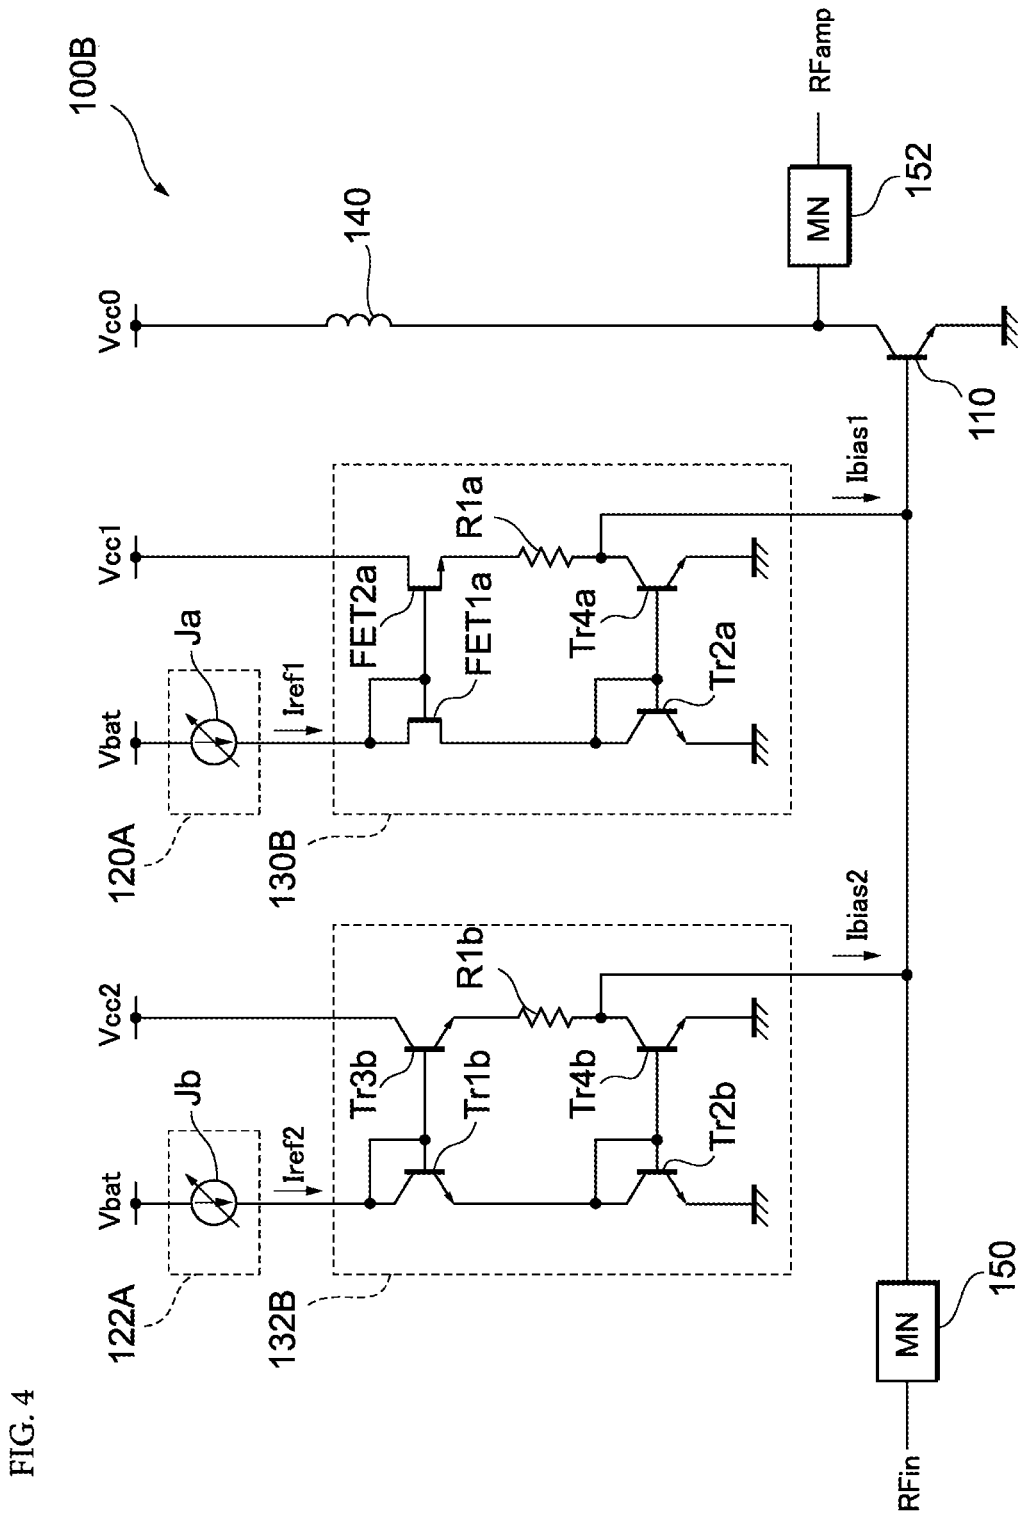 FIG. 4
100B
Vbat
Vcc2
Vbat
Vcc1
Vcc0
122A
Jb
120A
Ja
Iref2
Iref1
140
132B
130B
Tr3b
FET2a
Tr1b
FET1a
R1b
R1a
Tr4b
Tr4a
Tr2b
Tr2a
Ibias2
Ibias1
RFamp
MN
152
RFin
MN
150
110